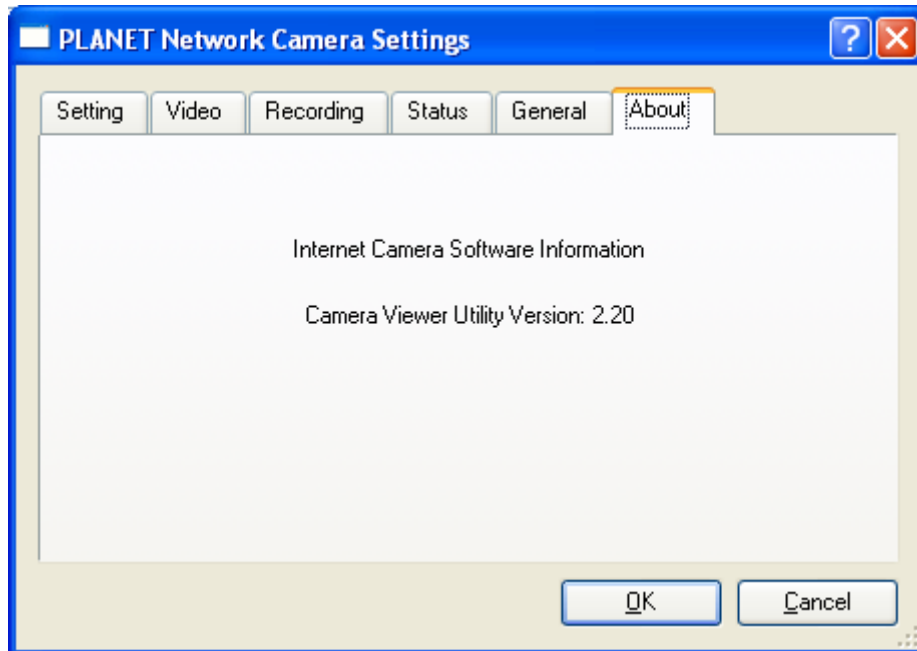 PLANET Network Camera Settings
Setting Video Recording Status General About
Internet Camera Software Information
Camera Viewer Utility Version: 2.20
OK Cancel